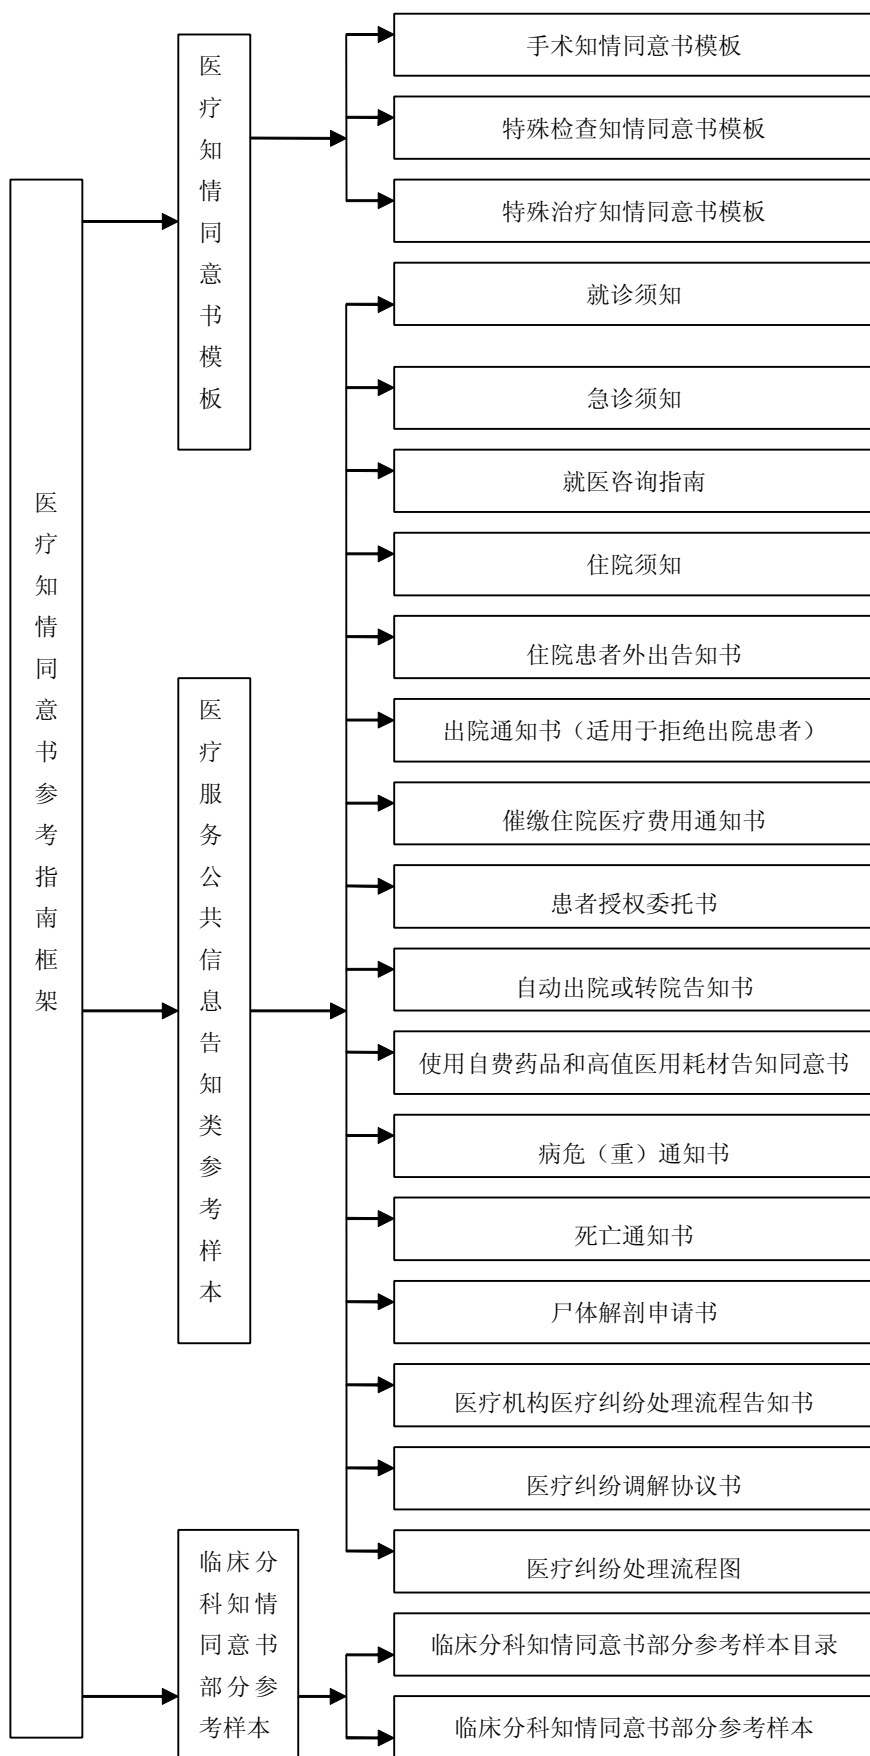 医疗知情同意书参考指南框架
医疗知情同意书模板
手术知情同意书模板
特殊检查知情同意书模板
特殊治疗知情同意书模板
医疗服务公共信息告知类参考样本
就诊须知
急诊须知
就医咨询指南
住院须知
住院患者外出告知书
出院通知书（适用于拒绝出院患者）
催缴住院医疗费用通知书
患者授权委托书
自动出院或转院告知书
使用自费药品和高值医用耗材告知同意书
病危（重）通知书
死亡通知书
尸体解剖申请书
医疗机构医疗纠纷处理流程告知书
医疗纠纷调解协议书
医疗纠纷处理流程图
临床分
科知情
同意书
部分参
考样本
临床分科知情同意书部分参考样本目录
临床分科知情同意书部分参考样本